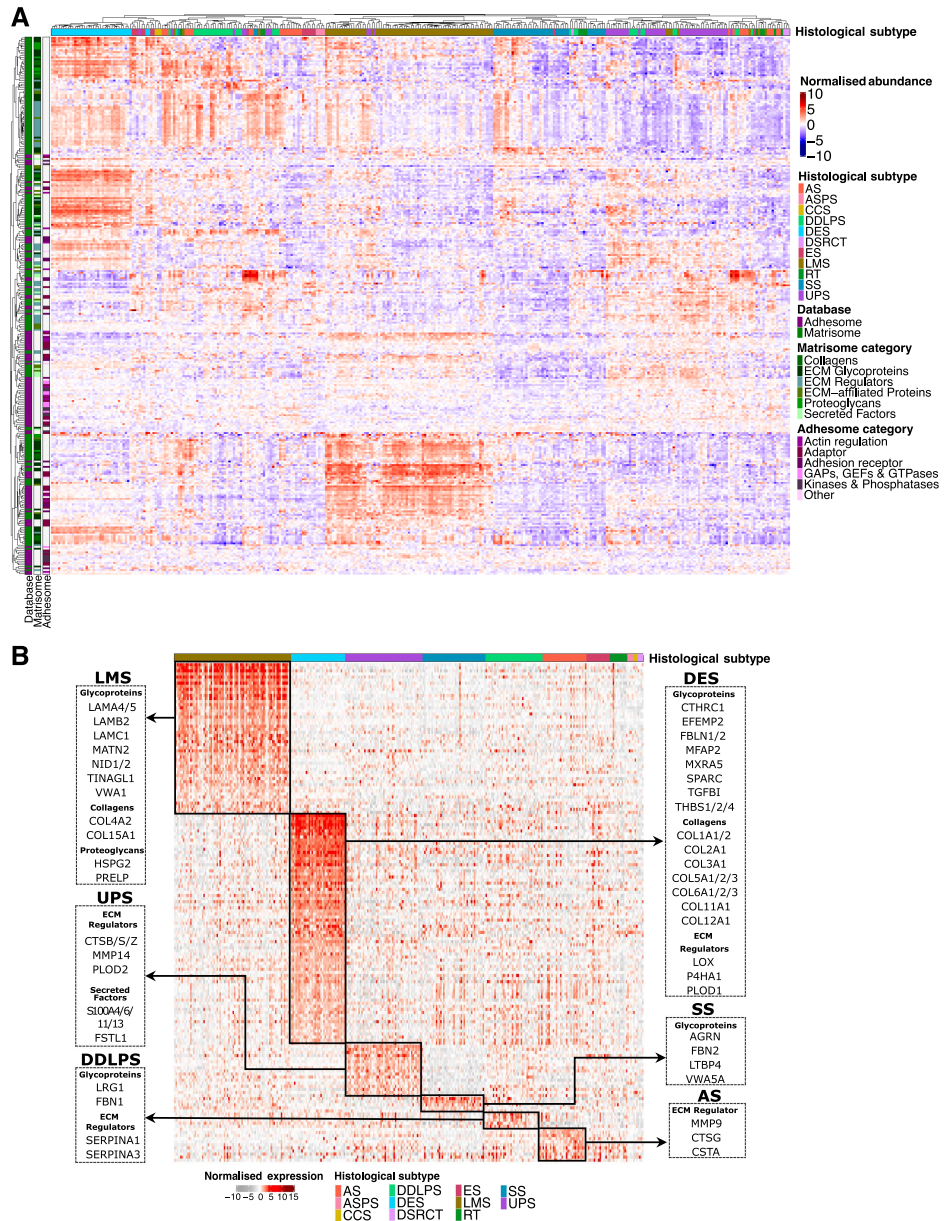 A
Histological subtype
Normalised abundance
10
5
0
−5
−10
Histological subtype
AS
ASPS
CCS
DDLPS
DES
DSRCT
ES
LMS
RT
SS
UPS
Database
Adhesome
Matrisome
Matrisome category
Collagens
ECM Glycoproteins
ECM Regulators
ECM−affiliated Proteins
Proteoglycans
Secreted Factors
Adhesome category
Actin regulation
Adaptor
Adhesion receptor
GAPs, GEFs & GTPases
Kinases & Phosphatases
Other
Database
Matrisome
Adhesome
B
Histological subtype
LMS
Glycoproteins
LAMA4/5
LAMB2
LAMC1
MATN2
NID1/2
TINAGL1
VWA1
Collagens
COL4A2
COL15A1
Proteoglycans
HSPG2
PRELP
UPS
ECM
Regulators
CTSB/S/Z
MMP14
PLOD2
Secreted
Factors
S100A4/6/
11/13
FSTL1
DDLPS
Glycoproteins
LRG1
FBN1
ECM
Regulators
SERPINA1
SERPINA3
DES
Glycoproteins
CTHRC1
EFEMP2
FBLN1/2
MFAP2
MXRA5
SPARC
TGFBI
THBS1/2/4
Collagens
COL1A1/2
COL2A1
COL3A1
COL5A1/2/3
COL6A1/2/3
COL11A1
COL12A1
ECM
Regulators
LOX
P4HA1
PLOD1
SS
Glycoproteins
AGRN
FBN2
LTBP4
VWA5A
AS
ECM Regulator
MMP9
CTSG
CSTA
Normalised expression
−10 −5 0 5 10 15
Histological subtype
AS DDLPS ES SS
ASPS DES LMS UPS
CCS DSRCT RT